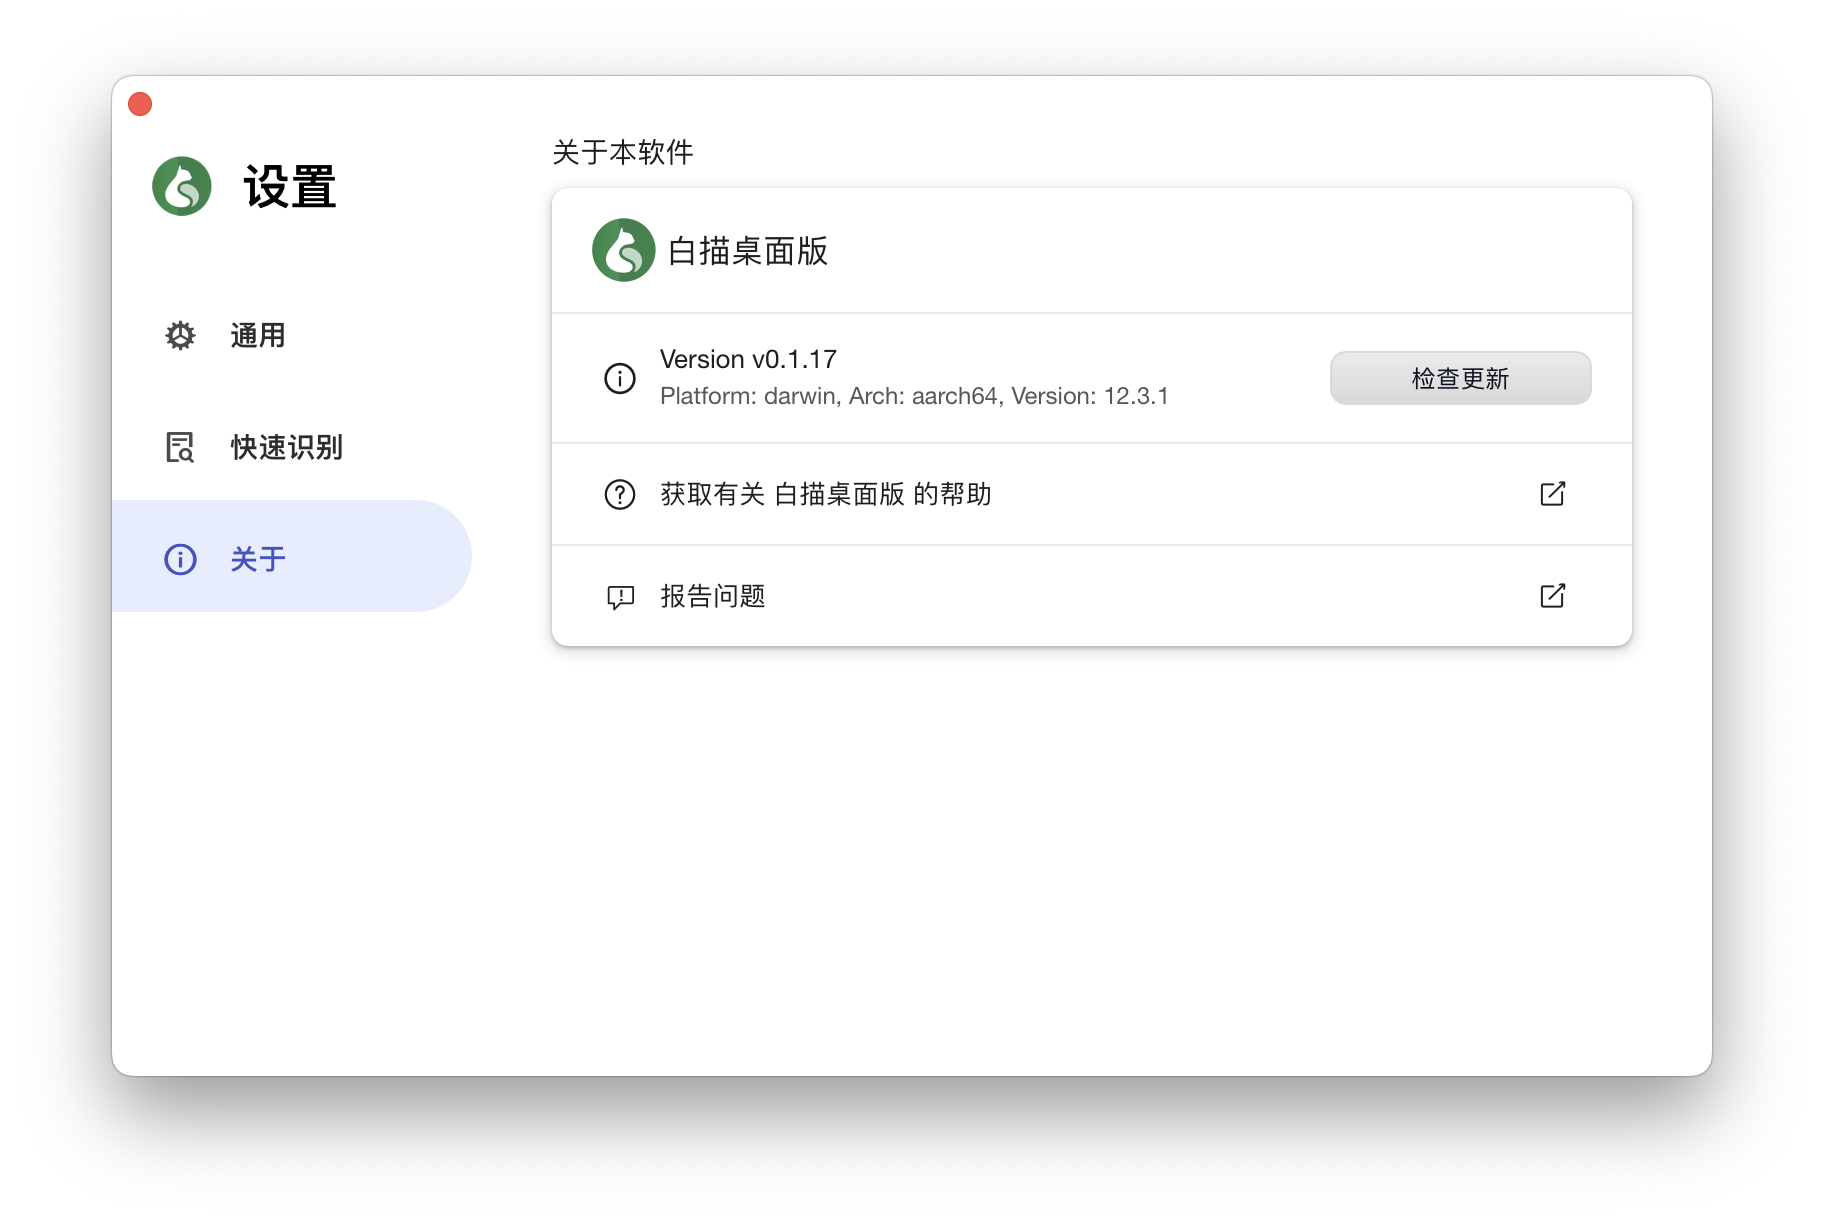 设置
通用
快速识别
关于
关于本软件
白描桌面版
Version v0.1.17
Platform: darwin, Arch: aarch64, Version: 12.3.1
检查更新
获取有关 白描桌面版 的帮助
报告问题